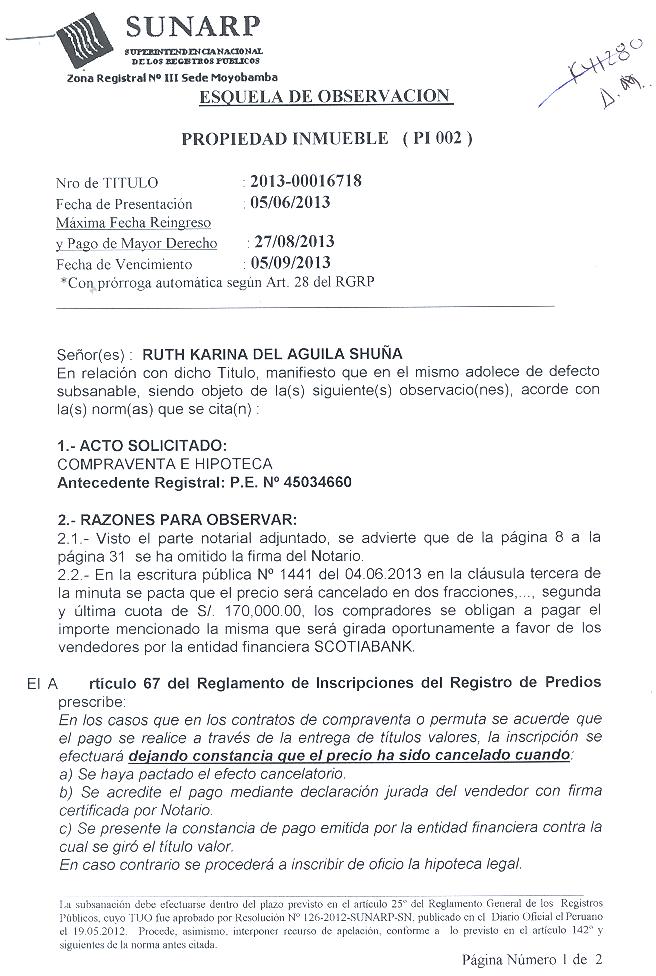 SUNARP
SUPERINTENDENCIA NACIONAL
DE LOS REGISTROS PUBLICOS
Zona Registral Nº III Sede Moyobamba
ESQUELA DE OBSERVACION
PROPIEDAD INMUEBLE ( PI 002 )
Nro de TITULO : 2013-00016718
Fecha de Presentación : 05/06/2013
Máxima Fecha Reingreso
y Pago de Mayor Derecho : 27/08/2013
Fecha de Vencimiento : 05/09/2013
*Con prórroga automática según Art. 28 del RGRP
Señor(es) : RUTH KARINA DEL AGUILA SHUÑA
En relación con dicho Titulo, manifiesto que en el mismo adolece de defecto
subsanable, siendo objeto de la(s) siguiente(s) observacio(nes), acorde con
la(s) norm(as) que se cita(n) :
1.- ACTO SOLICITADO:
COMPRAVENTA E HIPOTECA
Antecedente Registral: P.E. Nº 45034660
2.- RAZONES PARA OBSERVAR:
2.1.- Visto el parte notarial adjuntado, se advierte que de la página 8 a la
página 31 se ha omitido la firma del Notario.
2.2.- En la escritura pública Nº 1441 del 04.06.2013 en la cláusula tercera de
la minuta se pacta que el precio será cancelado en dos fracciones,..., segunda
y última cuota de S/. 170,000.00, los compradores se obligan a pagar el
importe mencionado la misma que será girada oportunamente a favor de los
vendedores por la entidad financiera SCOTIABANK.
El A rtículo 67 del Reglamento de Inscripciones del Registro de Predios
prescribe:
En los casos que en los contratos de compraventa o permuta se acuerde que
el pago se realice a través de la entrega de títulos valores, la inscripción se
efectuará dejando constancia que el precio ha sido cancelado cuando:
a) Se haya pactado el efecto cancelatorio.
b) Se acredite el pago mediante declaración jurada del vendedor con firma
certificada por Notario.
c) Se presente la constancia de pago emitida por la entidad financiera contra la
cual se giró el título valor.
En caso contrario se procederá a inscribir de oficio la hipoteca legal.
La subsanación debe efectuarse dentro del plazo previsto en el artículo 25º del Reglamento General de los Registros
Públicos, cuyo TUO fue aprobado por Resolución Nº 126-2012-SUNARP-SN, publicado en el Diario Oficial el Peruano
el 19.05.2012. Procede, asimismo, interponer recurso de apelación, conforme a lo previsto en el artículo 142º y
siguientes de la norma antes citada.
Página Número 1 de 2